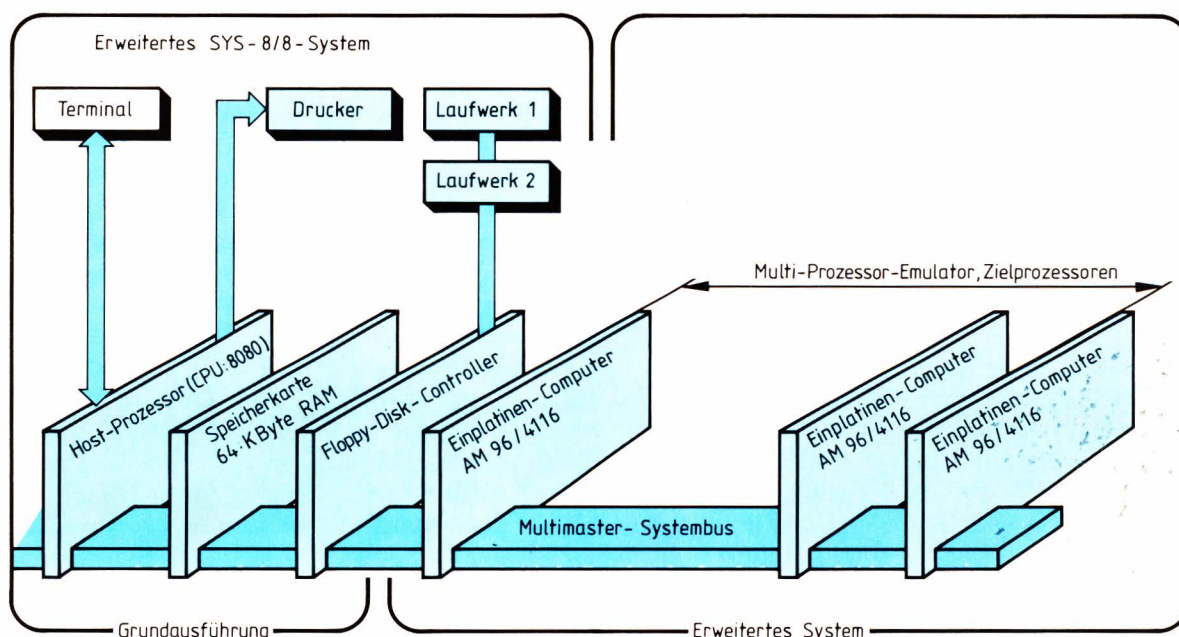 Erweitertes SYS-8/8-System
Terminal
Drucker
Laufwerk 1
Laufwerk 2
Multi-Prozessor-Emulator, Zielprozessoren
Host-Prozessor (CPU:8080)
Speicherkarte
64-KByte RAM
Floppy-Disk-Controller
Einplatinen-Computer
AM 96/4116
Einplatinen-Computer
AM 96/4116
Einplatinen-Computer
AM 96/4116
Multimaster-Systembus
Grundausführung
Erweitertes System